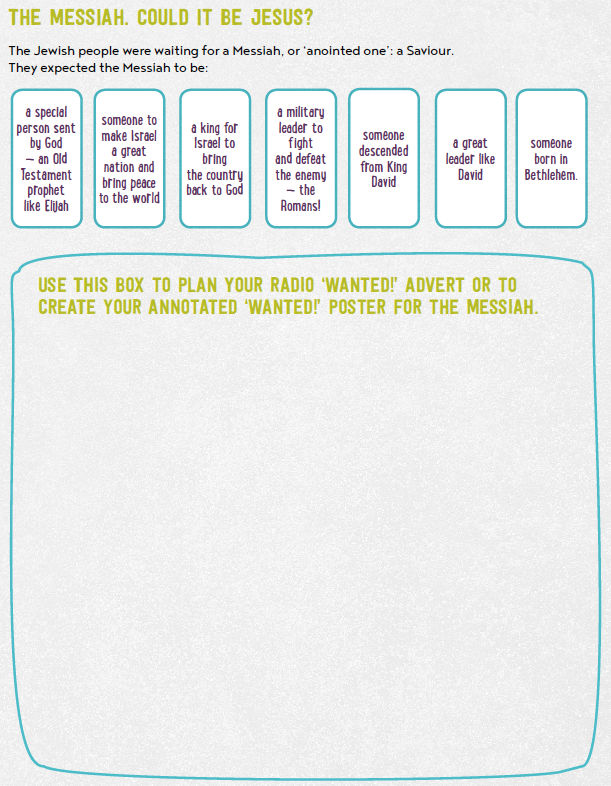 THE MESSIAH. COULD IT BE JESUS?
The Jewish people were waiting for a Messiah, or ‘anointed one’: a Saviour.
They expected the Messiah to be:
a special
person sent
by God
– an Old
Testament
prophet
like Elijah
someone to
make Israel
a great
nation and
bring peace
to the world
a king for
Israel to
bring
the country
back to God
a military
leader to
fight
and defeat
the enemy
– the
Romans!
someone
descended
from King
David
a great
leader like
David
someone
born in
Bethlehem.
USE THIS BOX TO PLAN YOUR RADIO ‘WANTED!’ ADVERT OR TO
CREATE YOUR ANNOTATED ‘WANTED!’ POSTER FOR THE MESSIAH.